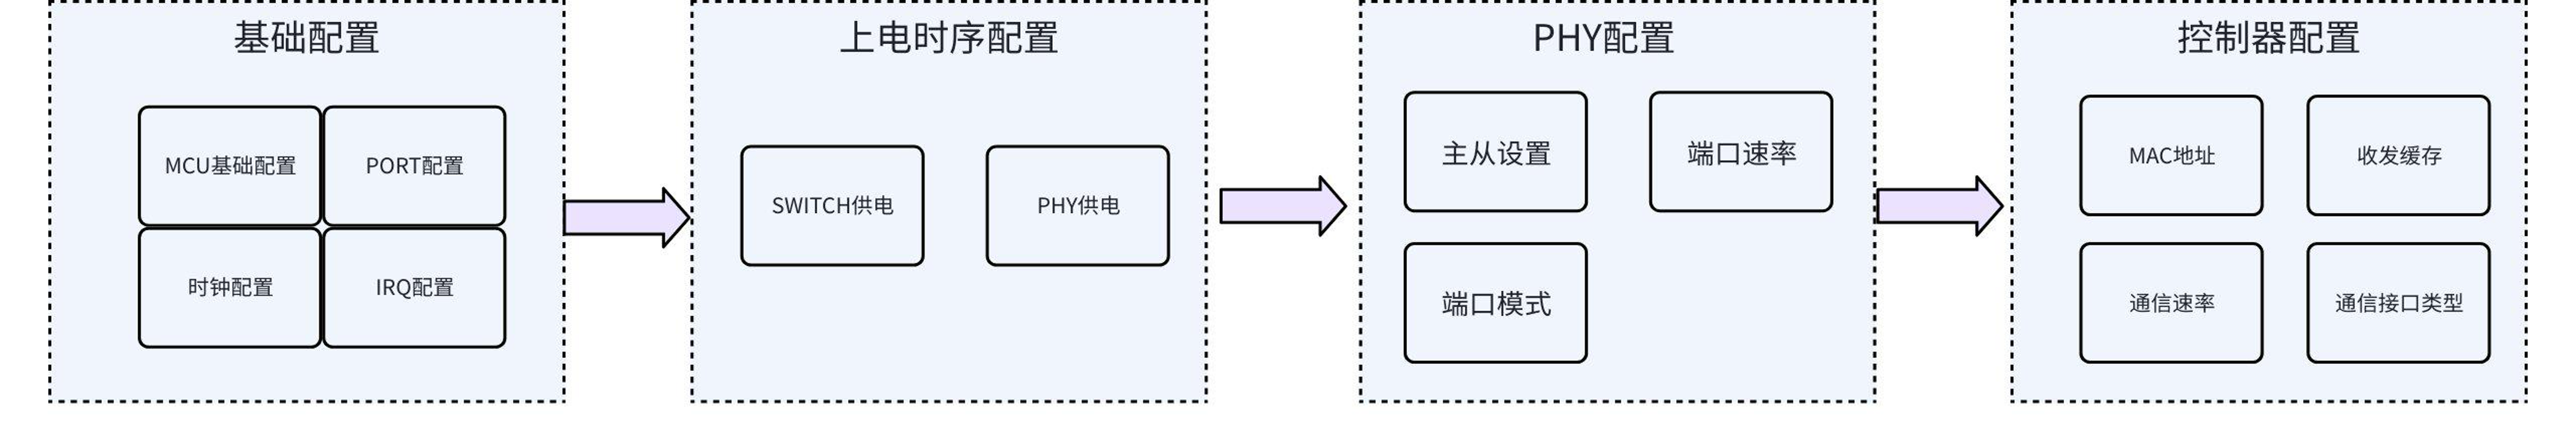 基础配置
MCU基础配置
PORT配置
时钟配置
IRQ配置
上电时序配置
SWITCH供电
PHY供电
PHY配置
主从设置
端口速率
端口模式
控制器配置
MAC地址
收发缓存
通信速率
通信接口类型